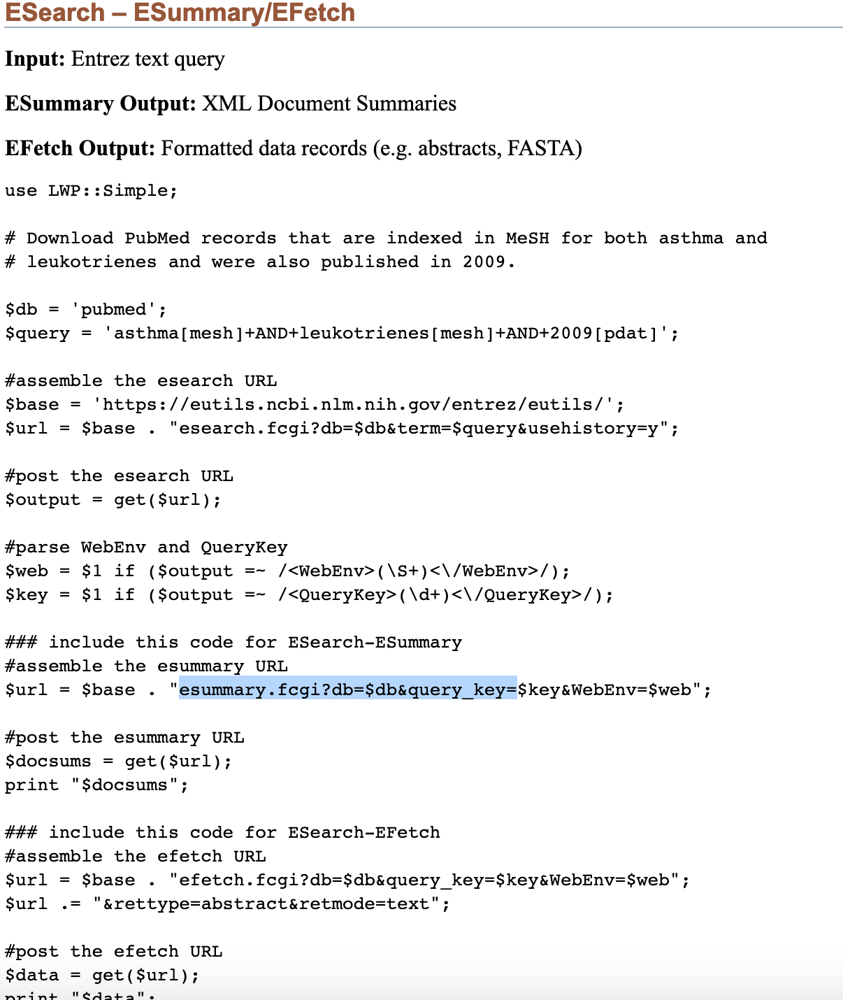 ESearch – ESummary/EFetch
Input: Entrez text query
ESummary Output: XML Document Summaries
EFetch Output: Formatted data records (e.g. abstracts, FASTA)
use LWP::Simple;
# Download PubMed records that are indexed in MeSH for both asthma and
# leukotrienes and were also published in 2009.
$db = 'pubmed';
$query = 'asthma[mesh]+AND+leukotrienes[mesh]+AND+2009[pdat]';
#assemble the esearch URL
$base = 'https://eutils.ncbi.nlm.nih.gov/entrez/eutils/';
$url = $base . "esearch.fcgi?db=$db&term=$query&usehistory=y";
#post the esearch URL
$output = get($url);
#parse WebEnv and QueryKey
$web = $1 if ($output =~ /<WebEnv>(\S+)<\/WebEnv>/);
$key = $1 if ($output =~ /<QueryKey>(\d+)<\/QueryKey>/);
### include this code for ESearch-ESummary
#assemble the esummary URL
$url = $base . "esummary.fcgi?db=$db&query_key=$key&WebEnv=$web";
#post the esummary URL
$docsums = get($url);
print "$docsums";
### include this code for ESearch-EFetch
#assemble the efetch URL
$url = $base . "efetch.fcgi?db=$db&query_key=$key&WebEnv=$web";
$url .= "&rettype=abstract&retmode=text";
#post the efetch URL
$data = get($url);
print "$data";